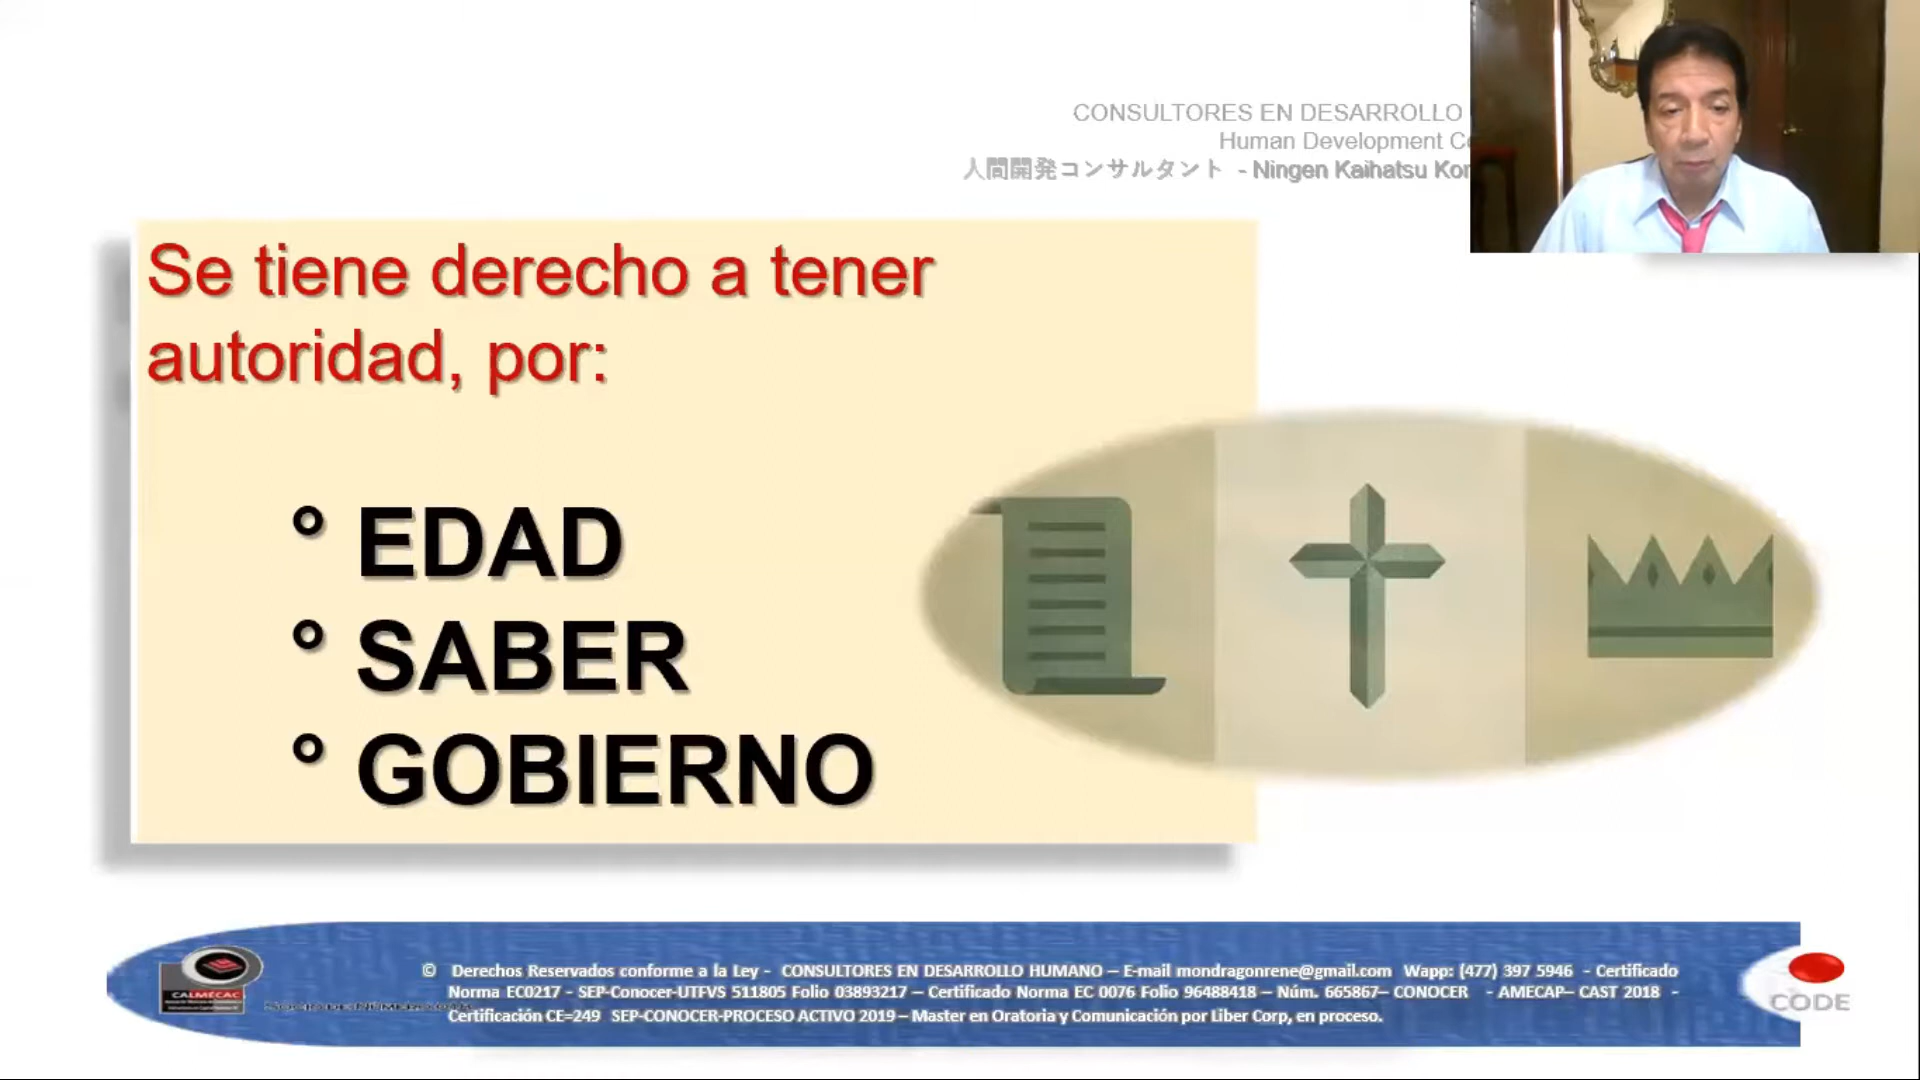 CONSULTORES EN DESARROLLO
Human Development
人間開発コンサルタント - Ningen Kaihatsu
Se tiene derecho a tener
autoridad, por:
° EDAD
° SABER
° GOBIERNO
© Derechos Reservados conforme a la Ley - CONSULTORES EN DESARROLLO HUMANO – E-mail mondragonrene@gmail.com Wapp: (477) 397 5946 - Certificado
Norma EC0217 - SEP-Conocer-UTFVS 511805 Folio 03893217 – Certificado Norma EC 0076 Folio 96488418 – Núm. 665867– CONOCER - AMECAP– CAST 2018 -
Certificación CE=249 SEP-CONOCER-PROCESO ACTIVO 2019 – Master en Oratoria y Comunicación por Liber Corp, en proceso.
CALMECAC
CODE